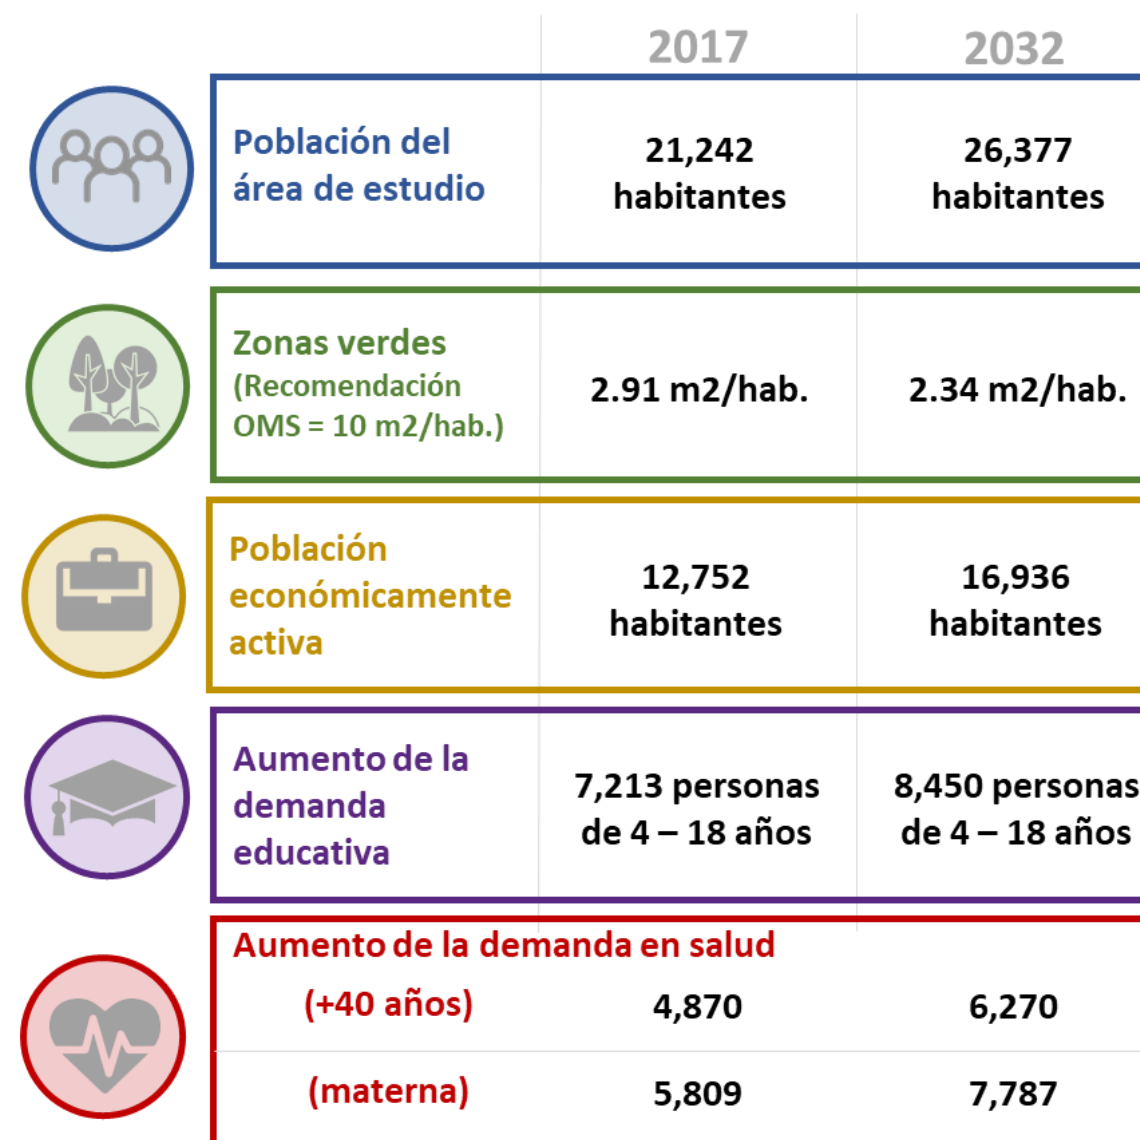 2017 2032
Población del
área de estudio
21,242
habitantes
26,377
habitantes
Zonas verdes
(Recomendación
OMS = 10 m2/hab.)
2.91 m2/hab.
2.34 m2/hab.
Población
económicamente
activa
12,752
habitantes
16,936
habitantes
Aumento de la
demanda
educativa
7,213 personas
de 4 – 18 años
8,450 personas
de 4 – 18 años
Aumento de la demanda en salud
(+40 años) 4,870 6,270
(materna) 5,809 7,787